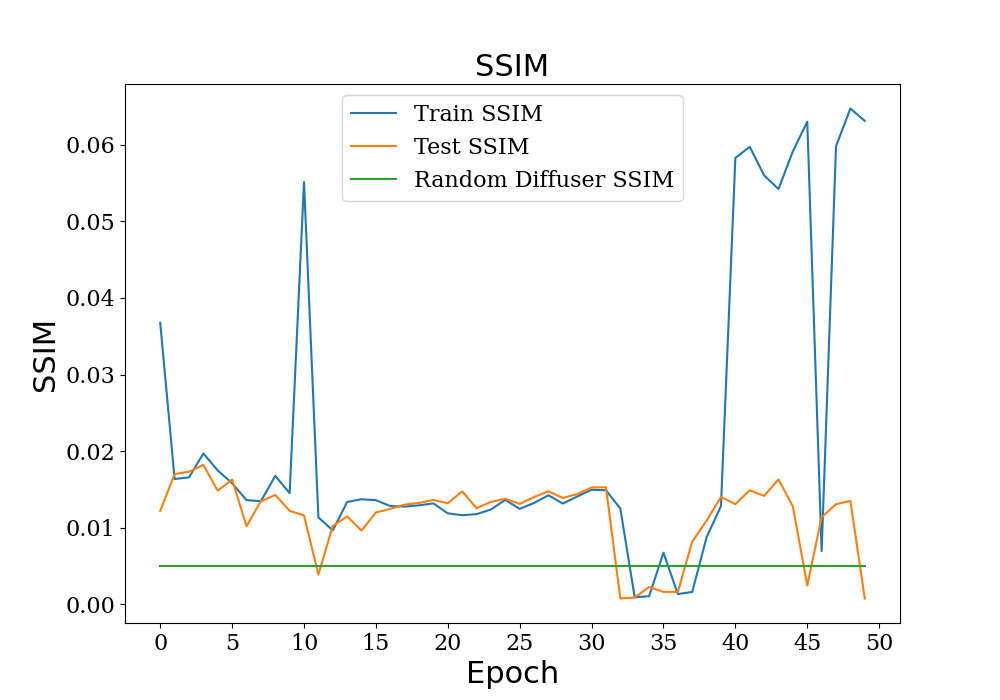 SSIM
Train SSIM
Test SSIM
Random Diffuser SSIM
SSIM
0.06
0.05
0.04
0.03
0.02
0.01
0.00
0 5 10 15 20 25 30 35 40 45 50
Epoch